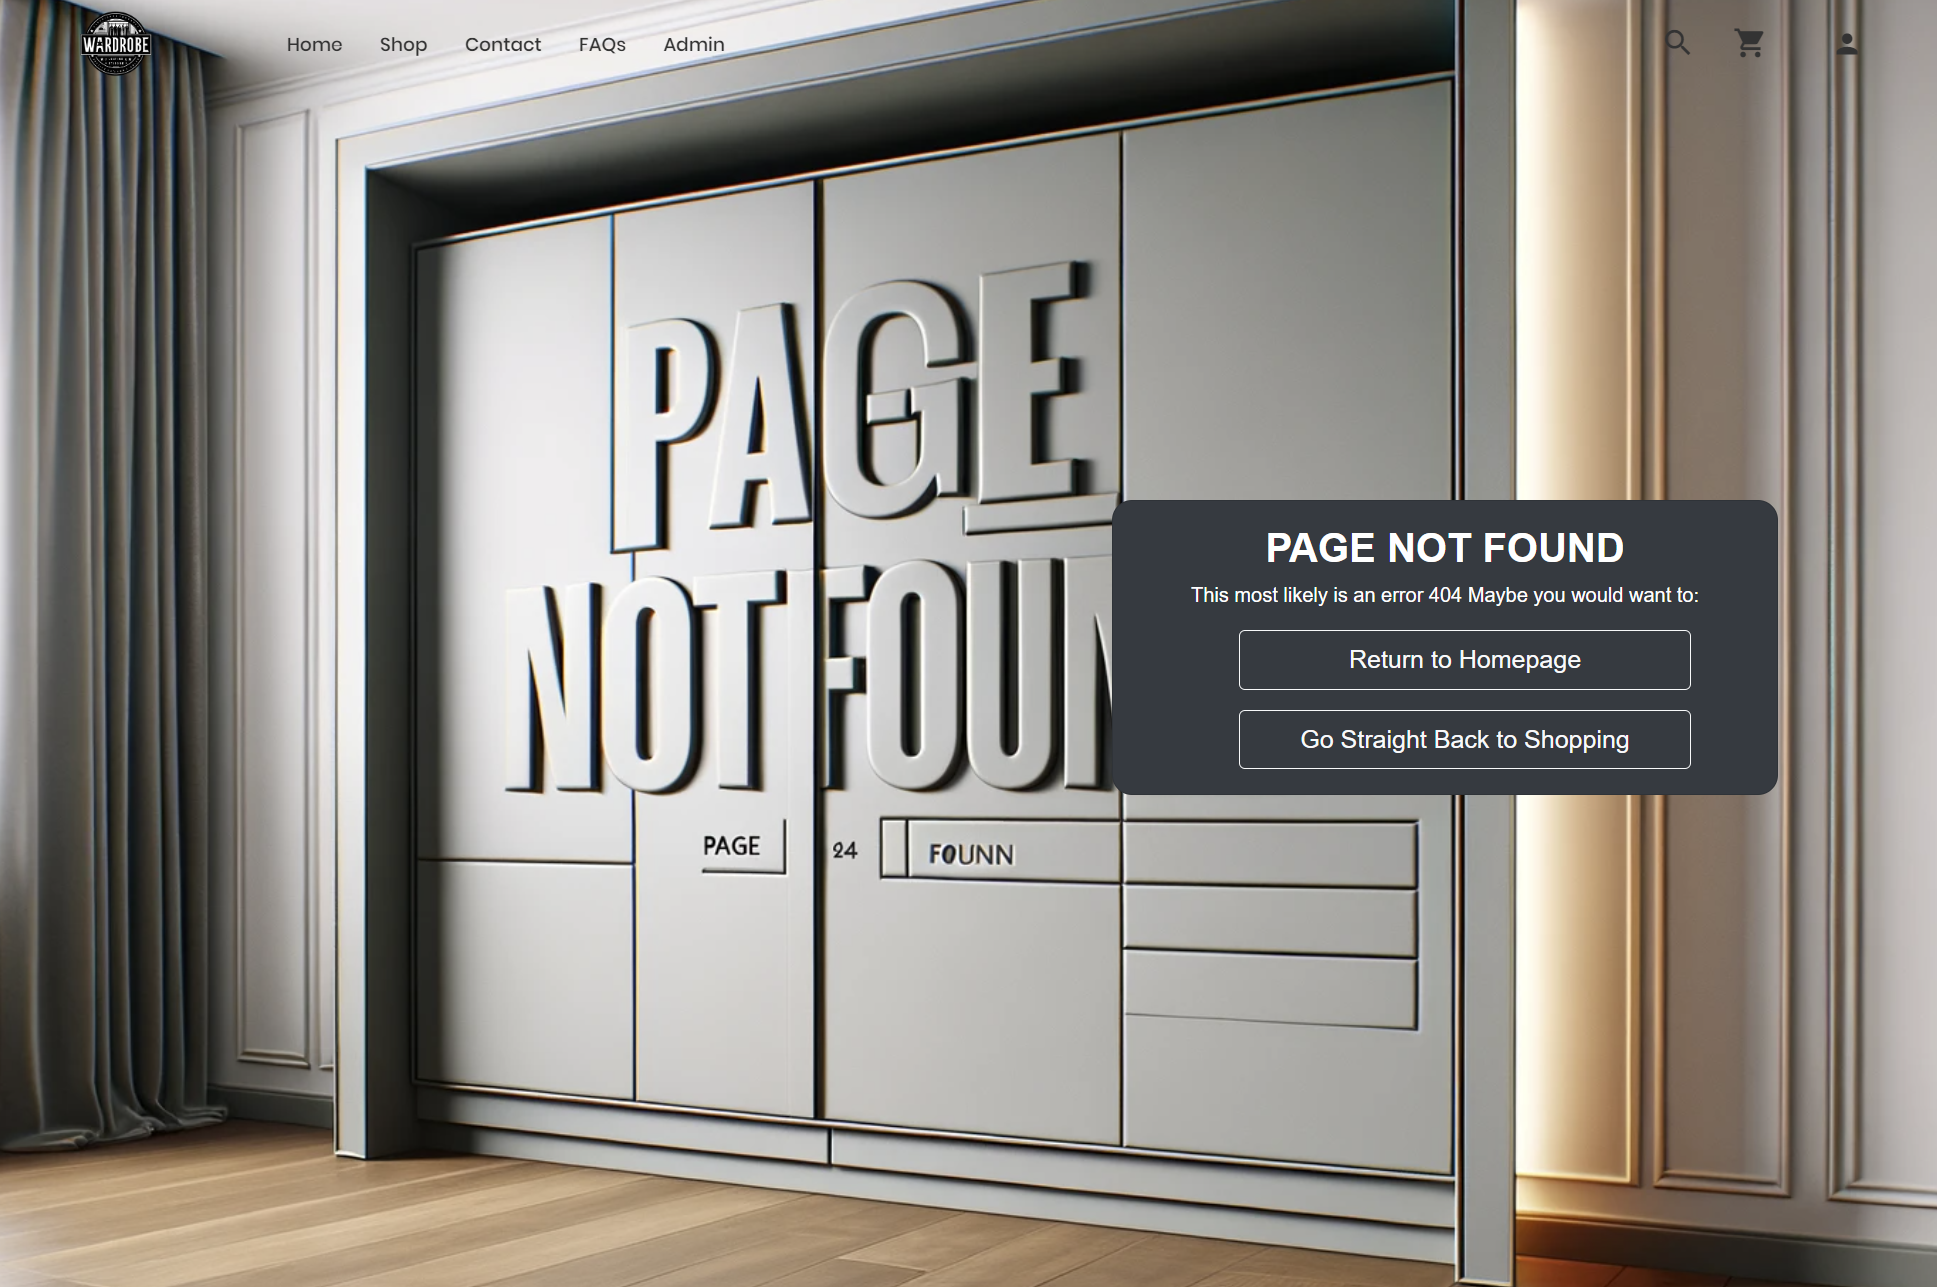 WARDROBE
Home Shop Contact FAQs Admin
PAGE
NOT FOUN
PAGE NOT FOUND
This most likely is an error 404 Maybe you would want to:
Return to Homepage
Go Straight Back to Shopping
PAGE 24 FOUNN